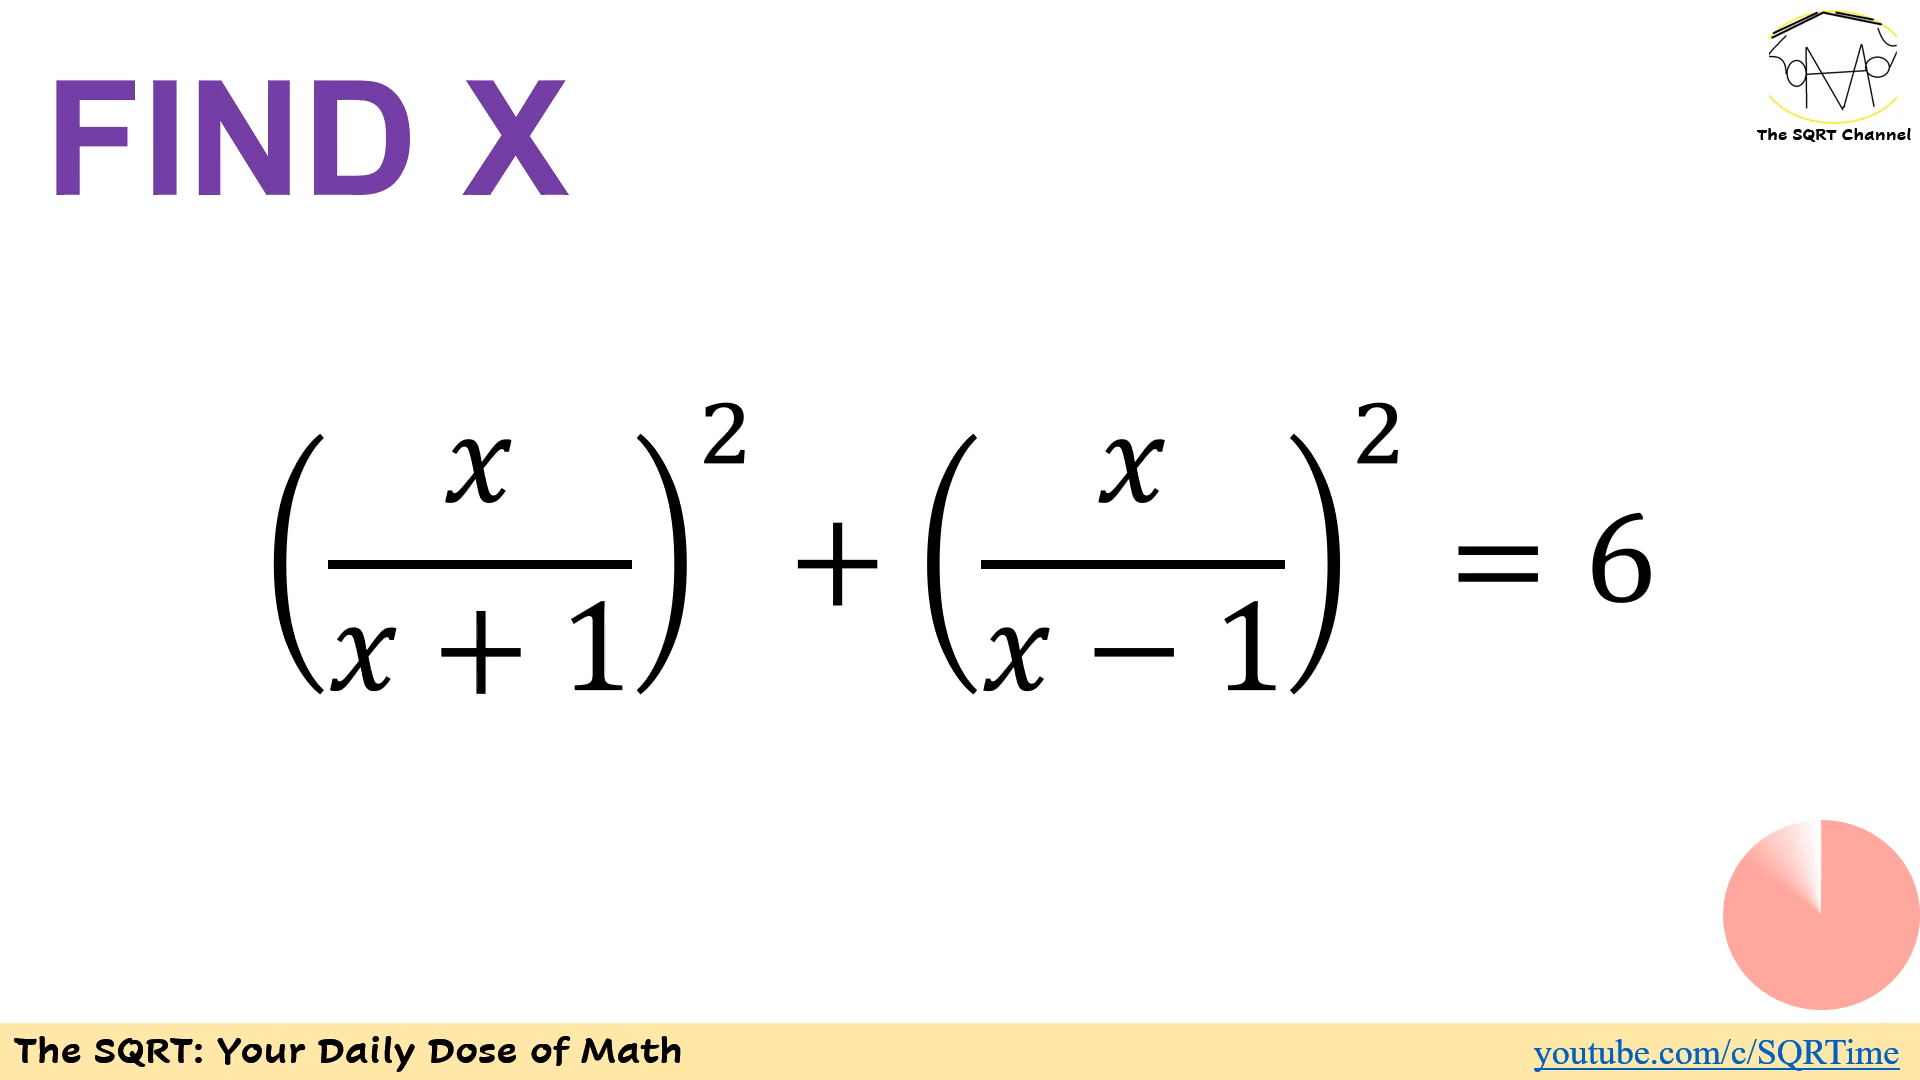 FIND X
The SQRT Channel
(x/(x + 1))² + (x/(x − 1))² = 6
The SQRT: Your Daily Dose of Math
youtube.com/c/SQRTime